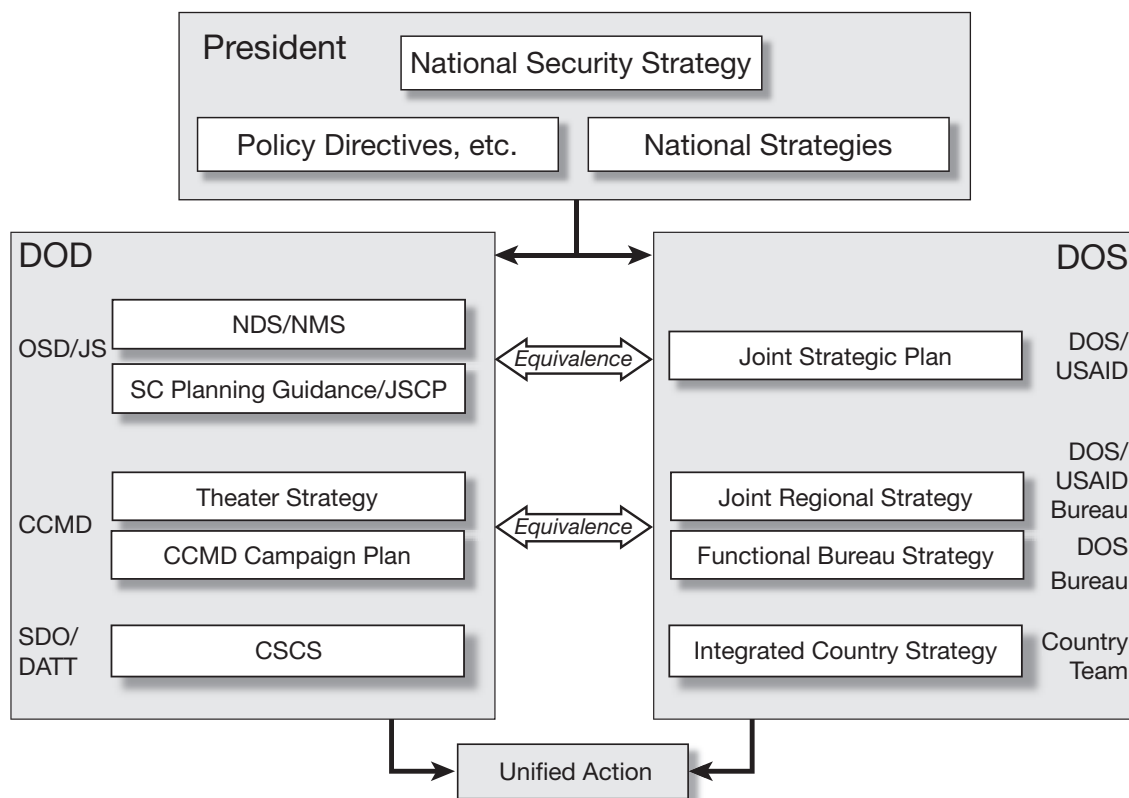 President
National Security Strategy
Policy Directives, etc.
National Strategies
DOD
OSD/JS
NDS/NMS
SC Planning Guidance/JSCP
CCMD
Theater Strategy
CCMD Campaign Plan
SDO/
DATT
CSCS
Equivalence
Equivalence
DOS
Joint Strategic Plan
DOS/
USAID
Joint Regional Strategy
DOS/
USAID
Bureau
Functional Bureau Strategy
DOS
Bureau
Integrated Country Strategy
Country
Team
Unified Action